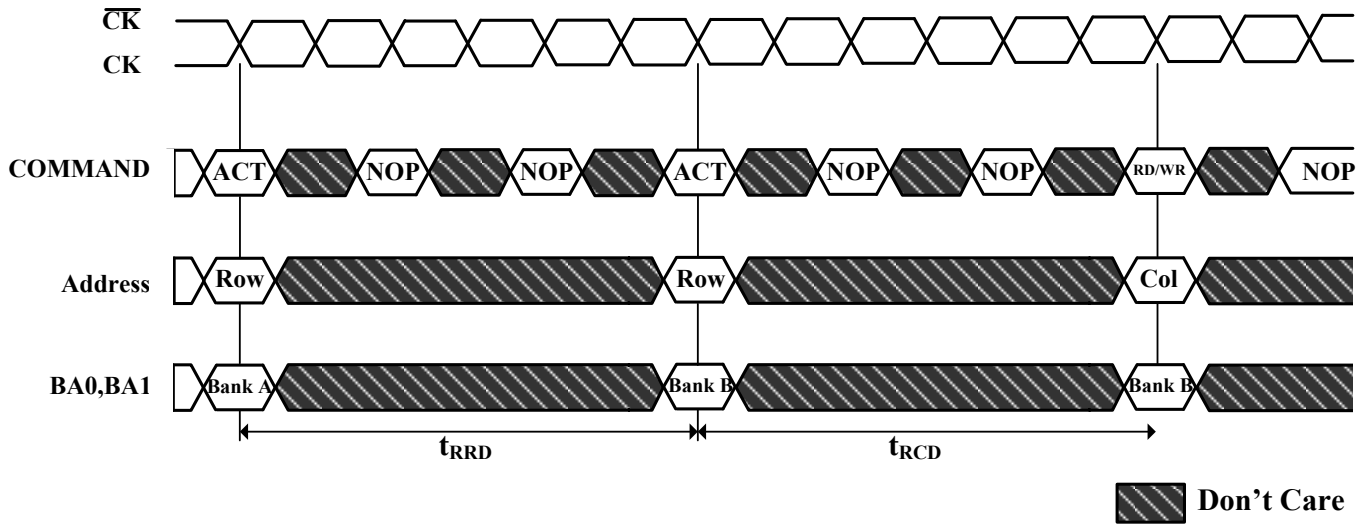 C̅K̅
CK
COMMAND ACT NOP NOP ACT NOP NOP RD/WR NOP
Address Row Row Col
BA0,BA1 Bank A Bank B Bank B
tRRD tRCD
Don't Care